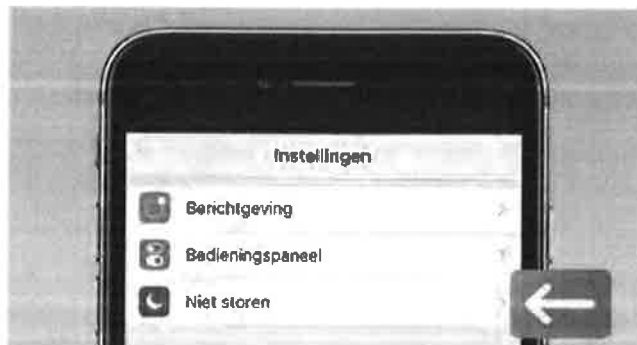 Instellingen
Berichtgeving
Bedieningspaneel
Niet storen